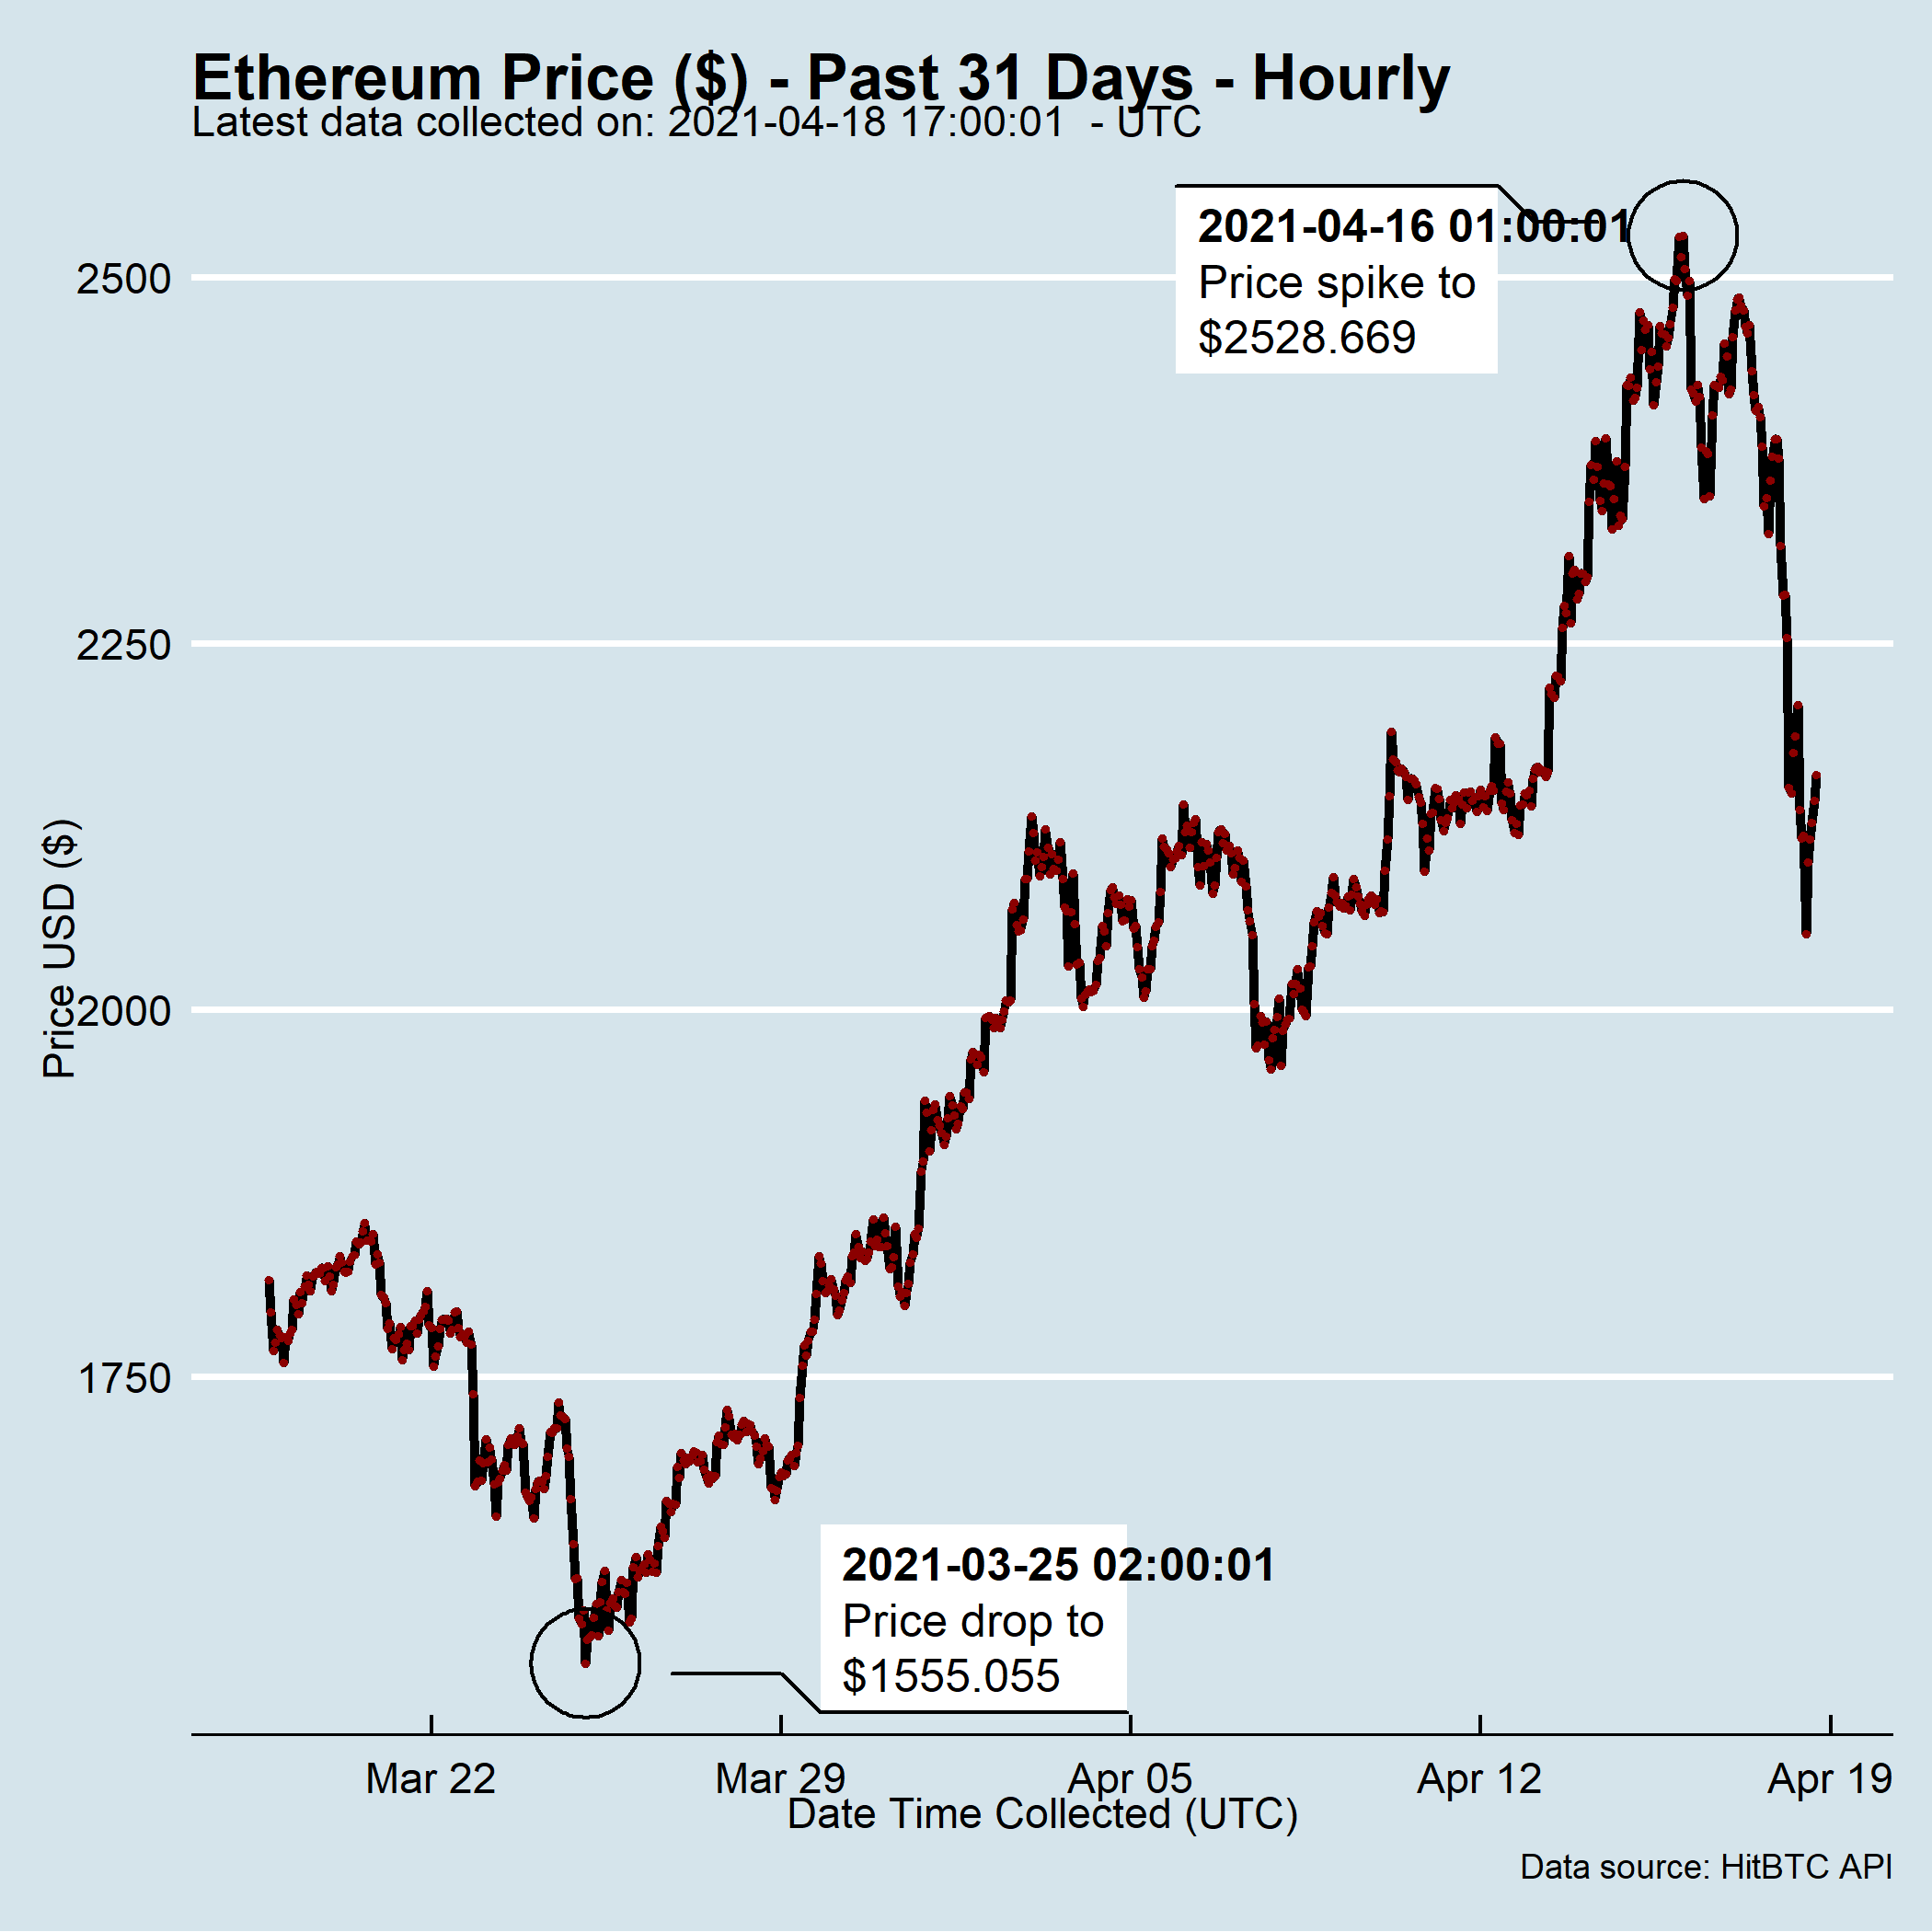 Ethereum Price ($) - Past 31 Days - Hourly
Latest data collected on: 2021-04-18 17:00:01  - UTC
2021-04-16 01:00:01
Price spike to
$2528.669
2500
2250
2000
1750
Price USD ($)
2021-03-25 02:00:01
Price drop to
$1555.055
Mar 22
Mar 29
Apr 05
Apr 12
Apr 19
Date Time Collected (UTC)
Data source: HitBTC API